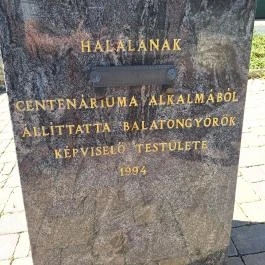 HALÁLÁNAK
CENTENÁRIUMA ALKALMÁBÓL
ÁLLÍTTATTA BALATONGYÖRÖK
KÉPVISELŐ TESTÜLETE
1994